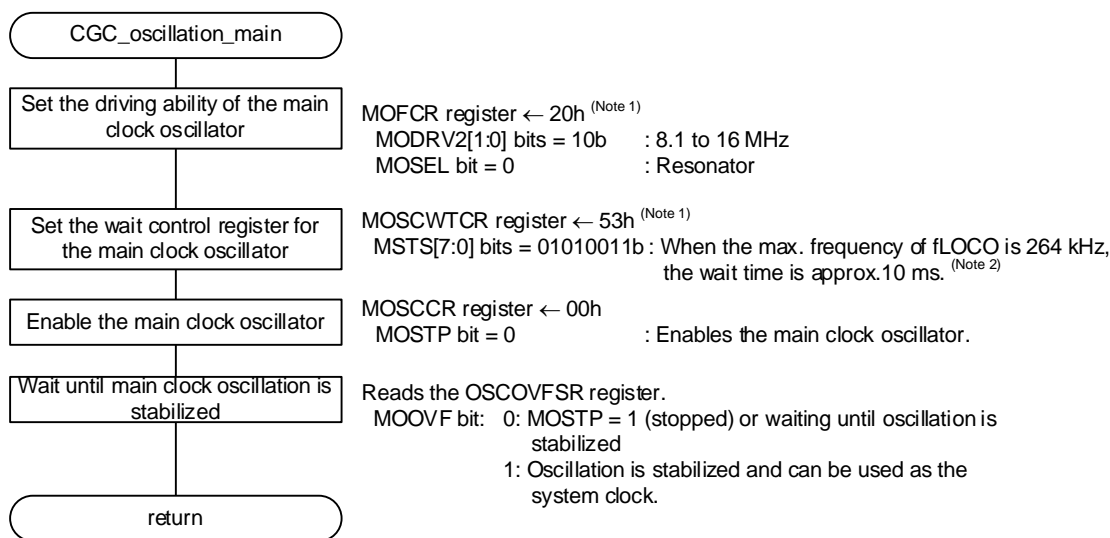 CGC_oscillation_main
Set the driving ability of the main
clock oscillator
MOFCR register ← 20h (Note 1)
MODRV2[1:0] bits = 10b : 8.1 to 16 MHz
MOSEL bit = 0 : Resonator
Set the wait control register for
the main clock oscillator
MOSCWTCR register ← 53h (Note 1)
MSTS[7:0] bits = 01010011b : When the max. frequency of fLOCO is 264 kHz,
the wait time is approx.10 ms. (Note 2)
Enable the main clock oscillator
MOSCCR register ← 00h
MOSTP bit = 0 : Enables the main clock oscillator.
Wait until main clock oscillation is
stabilized
Reads the OSCOVFSR register.
MOOVF bit: 0: MOSTP = 1 (stopped) or waiting until oscillation is
stabilized
1: Oscillation is stabilized and can be used as the
system clock.
return